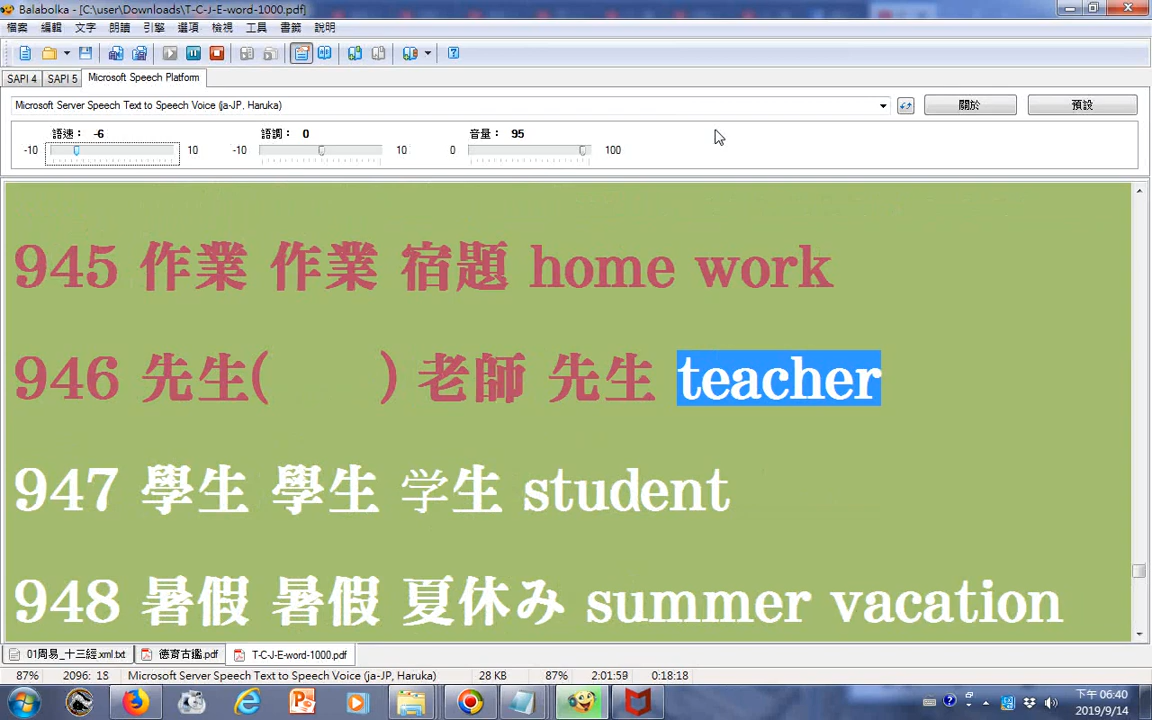 Balabolka - [C:\user\Downloads\T-C-J-E-word-1000.pdf]
檔案 編輯 文字 朗讀 引擎 選項 檢視 工具 書籤 說明
SAPI 4 SAPI 5 Microsoft Speech Platform
Microsoft Server Speech Text to Speech Voice (ja-JP, Haruka) 關於 預設
語速： -6 語調： 0 音量： 95
-10 10 -10 10 0 100
945 作業 作業 宿題 home work
946 先生( ) 老師 先生 teacher
947 學生 學生 学生 student
948 暑假 暑假 夏休み summer vacation
01周易_十三經.xml.txt 德育古鑑.pdf T-C-J-E-word-1000.pdf
87% 2096: 18 Microsoft Server Speech Text to Speech Voice (ja-JP, Haruka) 28 KB 87% 2:01:59 0:18:18
下午 06:40
2019/9/14